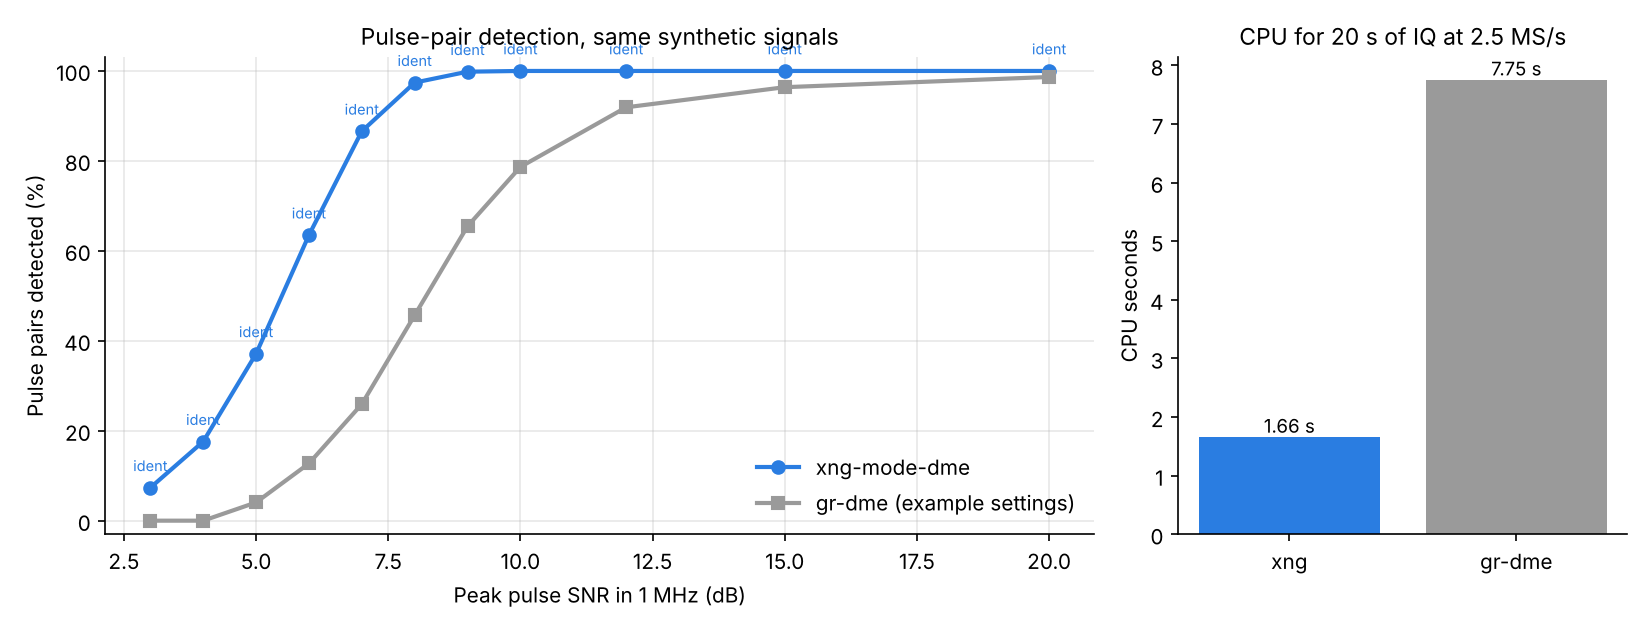 Pulse-pair detection, same synthetic signals
ident ident ident ident ident
ident
ident
ident
ident
ident
ident
100
80
60
40
20
0
Pulse pairs detected (%)
xng-mode-dme
gr-dme (example settings)
2.5 5.0 7.5 10.0 12.5 15.0 17.5 20.0
Peak pulse SNR in 1 MHz (dB)
CPU for 20 s of IQ at 2.5 MS/s
8
7
6
5
4
3
2
1
0
CPU seconds
7.75 s
1.66 s
xng gr-dme